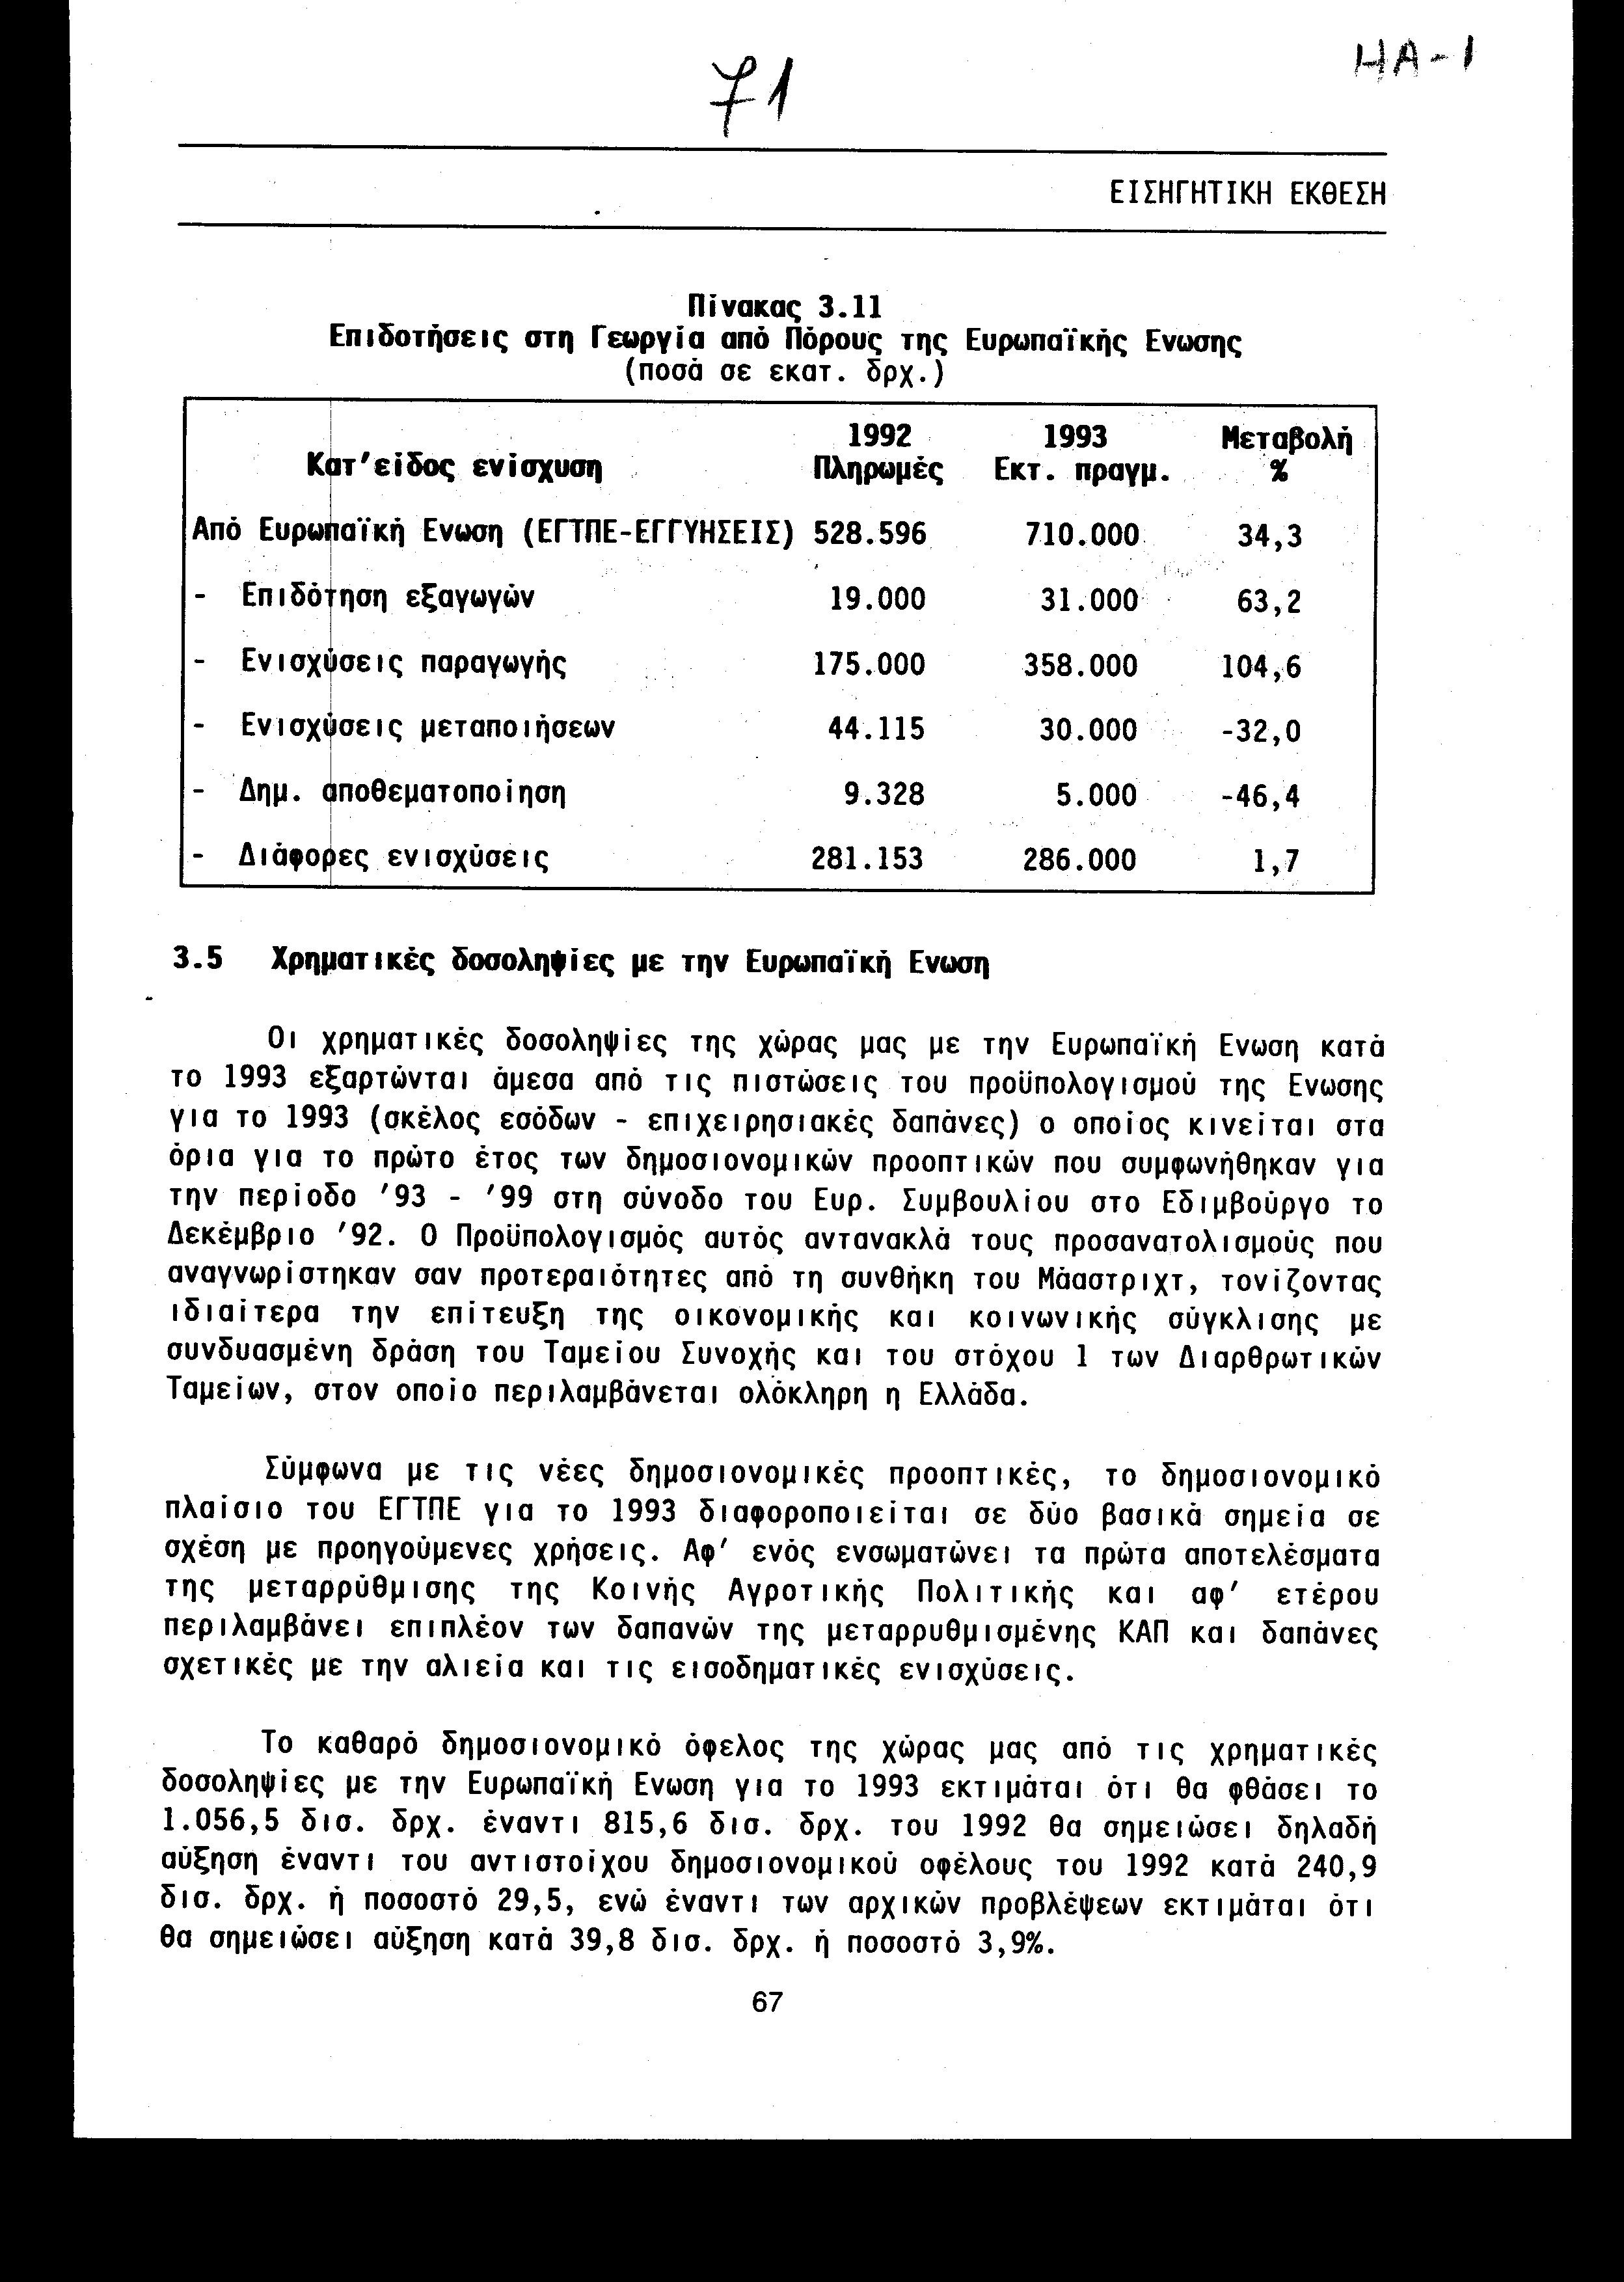 71
HA-1
ΕΙΣΗΓΗΤΙΚΗ ΕΚΘΕΣΗ
Πίνακας 3.11
Επιδοτήσεις στη Γεωργία από Πόρους της Ευρωπαϊκής Ενωσης
(ποσά σε εκατ. δρχ.)
1992 1993 Μεταβολή
Κατ'είδος ενίσχυση Πληρωμές Εκτ. πραγμ. %
Από Ευρωπαϊκή Ενωση (ΕΓΤΠΕ-ΕΓΓΥΗΣΕΙΣ) 528.596 710.000 34,3
- Επιδότηση εξαγωγών 19.000 31.000 63,2
- Ενισχύσεις παραγωγής 175.000 358.000 104,6
- Ενισχύσεις μεταποιήσεων 44.115 30.000 -32,0
- Δημ. αποθεματοποίηση 9.328 5.000 -46,4
- Διάφορες ενισχύσεις 281.153 286.000 1,7
3.5 Χρηματικές δοσοληψίες με την Ευρωπαϊκή Ενωση
Οι χρηματικές δοσοληψίες της χώρας μας με την Ευρωπαϊκή Ενωση κατά
το 1993 εξαρτώνται άμεσα από τις πιστώσεις του προϋπολογισμού της Ενωσης
για το 1993 (σκέλος εσόδων - επιχειρησιακές δαπάνες) ο οποίος κινείται στα
όρια για το πρώτο έτος των δημοσιονομικών προοπτικών που συμφωνήθηκαν για
την περίοδο '93 - '99 στη σύνοδο του Ευρ. Συμβουλίου στο Εδιμβούργο το
Δεκέμβριο '92. Ο Προϋπολογισμός αυτός αντανακλά τους προσανατολισμούς που
αναγνωρίστηκαν σαν προτεραιότητες από τη συνθήκη του Μάαστριχτ, τονίζοντας
ιδιαίτερα την επίτευξη της οικονομικής και κοινωνικής σύγκλισης με
συνδυασμένη δράση του Ταμείου Συνοχής και του στόχου 1 των Διαρθρωτικών
Ταμείων, στον οποίο περιλαμβάνεται ολόκληρη η Ελλάδα.
Σύμφωνα με τις νέες δημοσιονομικές προοπτικές, το δημοσιονομικό
πλαίσιο του ΕΓΤΠΕ για το 1993 διαφοροποιείται σε δύο βασικά σημεία σε
σχέση με προηγούμενες χρήσεις. Αφ' ενός ενσωματώνει τα πρώτα αποτελέσματα
της μεταρρύθμισης της Κοινής Αγροτικής Πολιτικής και αφ' ετέρου
περιλαμβάνει επιπλέον των δαπανών της μεταρρυθμισμένης ΚΑΠ και δαπάνες
σχετικές με την αλιεία και τις εισοδηματικές ενισχύσεις.
Το καθαρό δημοσιονομικό όφελος της χώρας μας από τις χρηματικές
δοσοληψίες με την Ευρωπαϊκή Ενωση για το 1993 εκτιμάται ότι θα φθάσει το
1.056,5 δισ. δρχ. έναντι 815,6 δισ. δρχ. του 1992 θα σημειώσει δηλαδή
αύξηση έναντι του αντιστοίχου δημοσιονομικού οφέλους του 1992 κατά 240,9
δισ. δρχ. ή ποσοστό 29,5, ενώ έναντι των αρχικών προβλέψεων εκτιμάται ότι
θα σημειώσει αύξηση κατά 39,8 δισ. δρχ. ή ποσοστό 3,9%.
67